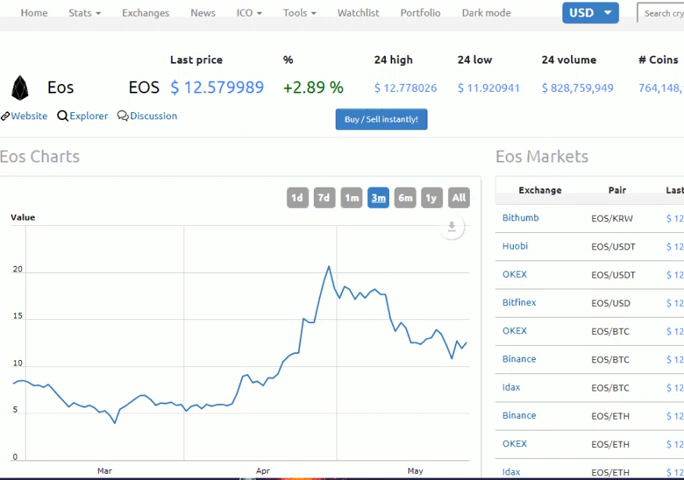 Home Stats Exchanges News ICO Tools Watchlist Portfolio Dark mode USD Search cry
Last price % 24 high 24 low 24 volume # Coins
Eos EOS $ 12.579989 +2.89 % $ 12.778026 $ 11.920941 $ 828,759,949 764,148,
Website Explorer Discussion Buy / Sell instantly!
Eos Charts
1d 7d 1m 3m 6m 1y All
Value
20
15
10
5
0
Mar Apr May
Eos Markets
Exchange Pair Last
Bithumb EOS/KRW $ 12
Huobi EOS/USDT $ 12
OKEX EOS/USDT $ 12
Bitfinex EOS/USD $ 12
OKEX EOS/BTC $ 12
Binance EOS/BTC $ 12
Idax EOS/BTC $ 12
Binance EOS/ETH $ 12
OKEX EOS/ETH $ 12
Idax EOS/ETH $ 12